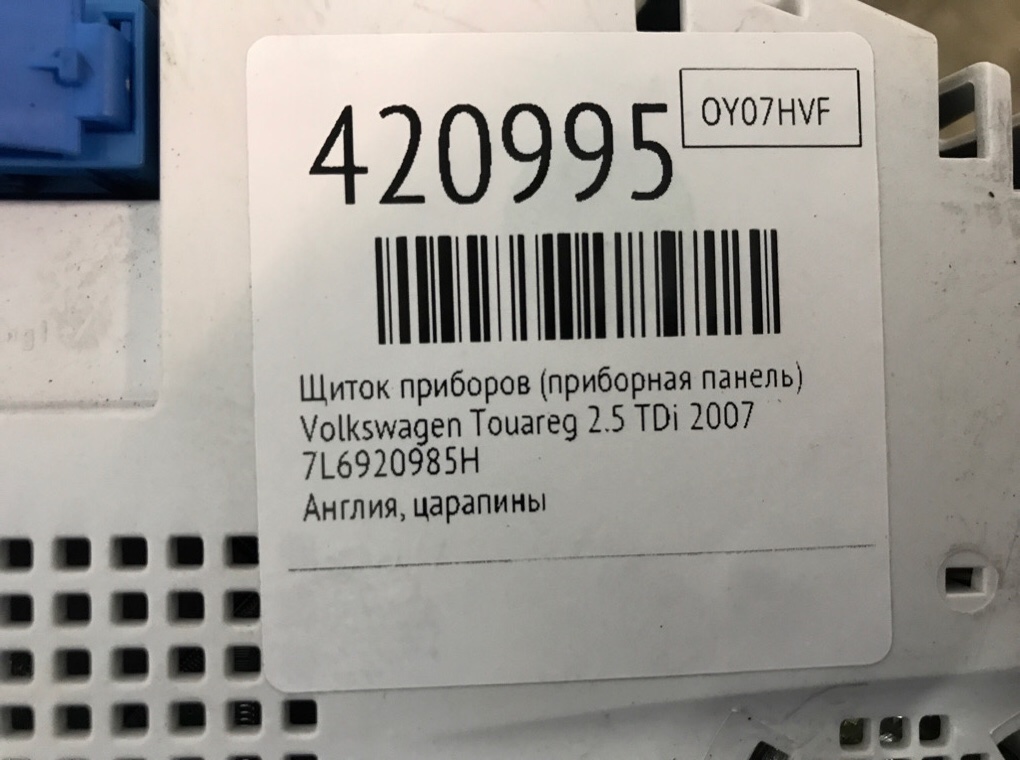 420995
OY07HVF
Щиток приборов (приборная панель)
Volkswagen Touareg 2.5 TDi 2007
7L6920985H
Англия, царапины